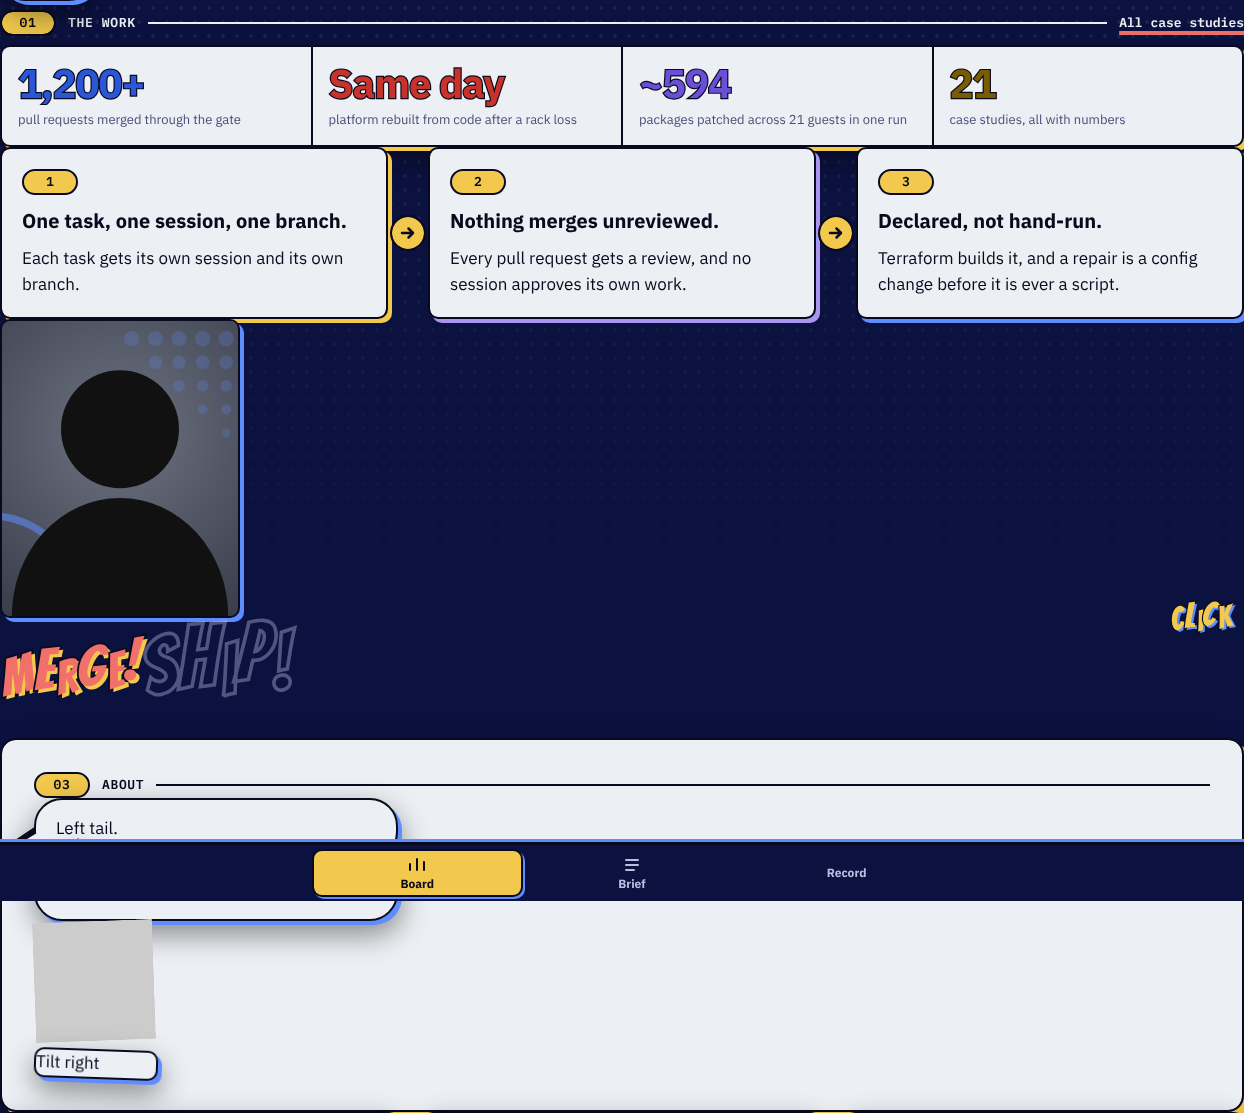 01 THE WORK All case studies
1,200+
pull requests merged through the gate
Same day
platform rebuilt from code after a rack loss
~594
packages patched across 21 guests in one run
21
case studies, all with numbers
1
One task, one session, one branch.
Each task gets its own session and its own
branch.
2
Nothing merges unreviewed.
Every pull request gets a review, and no
session approves its own work.
3
Declared, not hand-run.
Terraform builds it, and a repair is a config
change before it is ever a script.
CLICK
MERGE! SHIP!
03 ABOUT
Left tail.
Board
Brief
Record
Tilt right